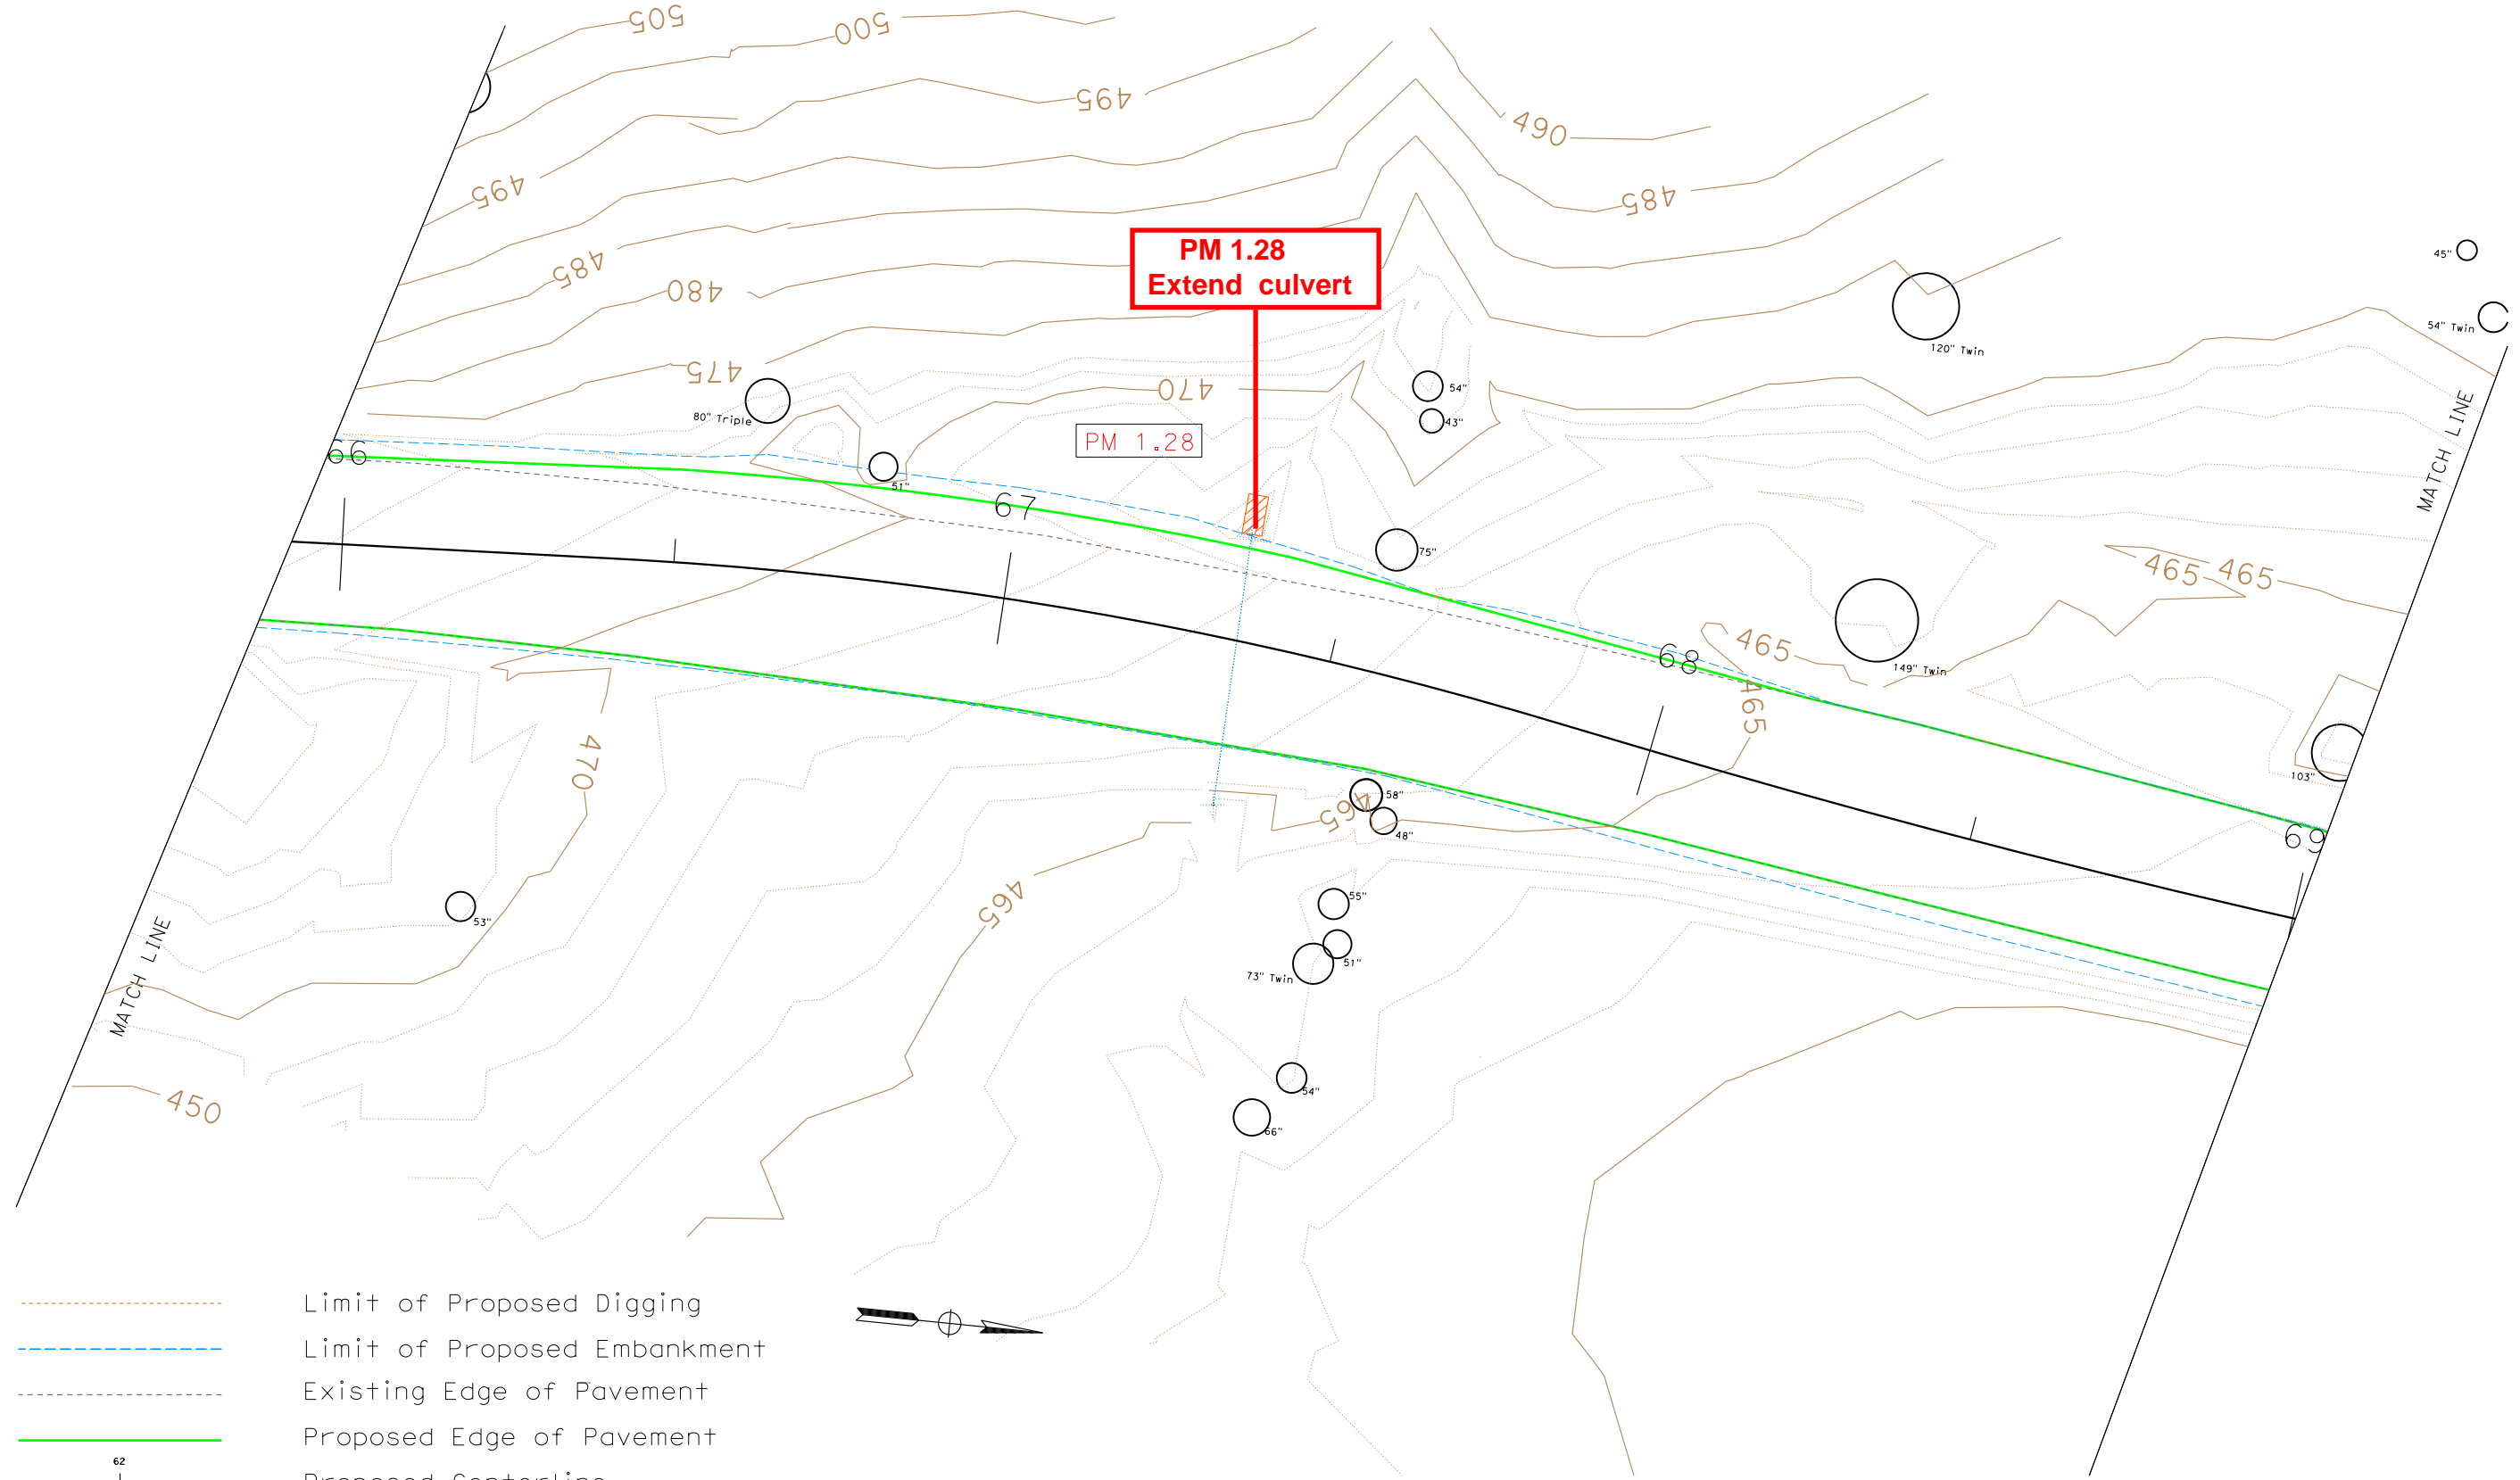 505
500
495
490
495
485
PM 1.28
Extend culvert
45"
485
480
54" Twin
120" Twin
475
470
54"
80" Triple
43"
PM 1.28
MATCH LINE
66
51"
67
75"
465
465
465
68
149" Twin
465
470
103"
58"
465
48"
69
465
55"
53"
MATCH LINE
51"
73" Twin
54"
450
66"
Limit of Proposed Digging
Limit of Proposed Embankment
Existing Edge of Pavement
Proposed Edge of Pavement
62
Proposed Centerline